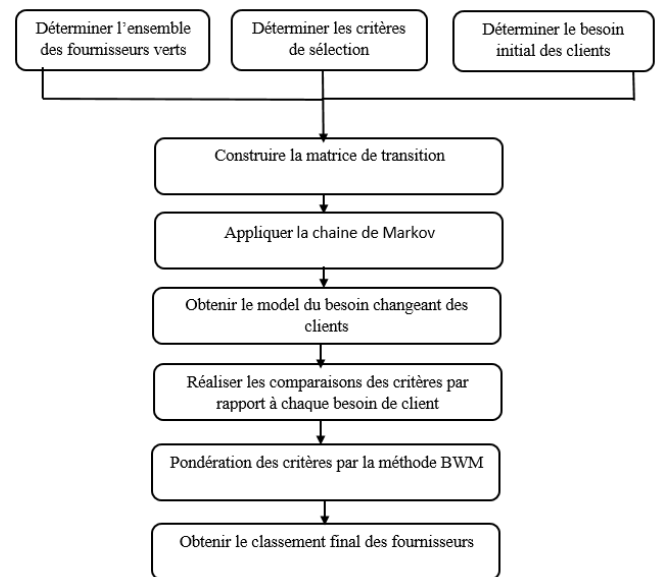 Déterminer l'ensemble
des fournisseurs verts
Déterminer les critères
de sélection
Déterminer le besoin
initial des clients
Construire la matrice de transition
Appliquer la chaine de Markov
Obtenir le model du besoin changeant des
clients
Réaliser les comparaisons des critères par
rapport à chaque besoin de client
Pondération des critères par la méthode BWM
Obtenir le classement final des fournisseurs